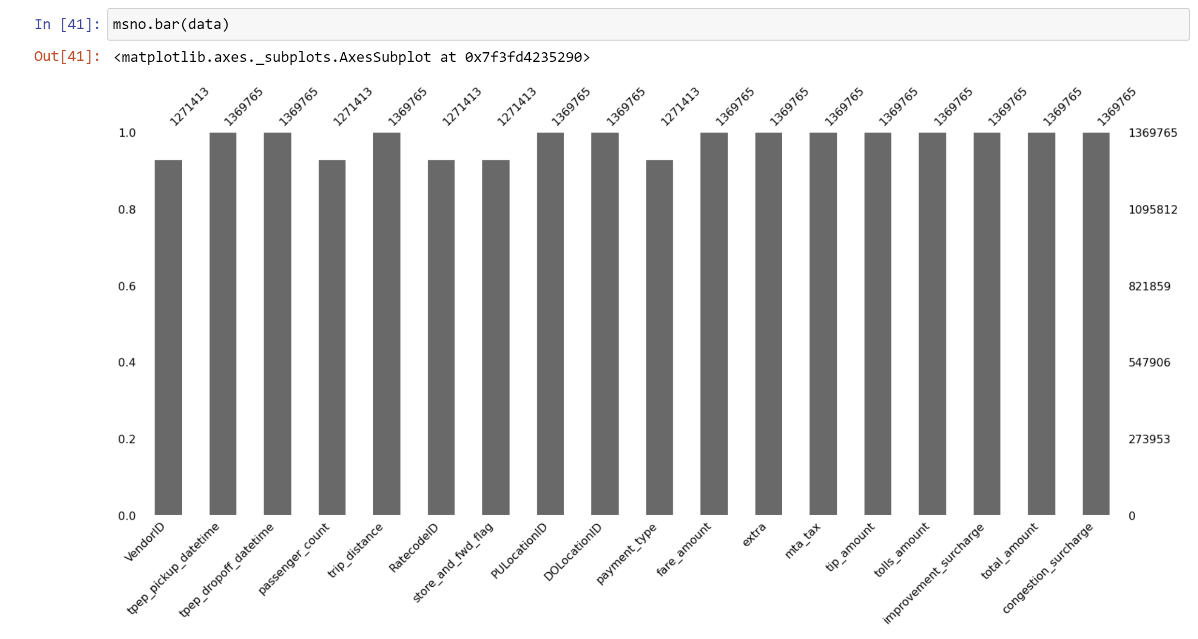 In [41]: msno.bar(data)
Out[41]: <matplotlib.axes._subplots.AxesSubplot at 0x7f3fd4235290>
1271413 1369765 1369765 1271413 1369765 1271413 1271413 1369765 1369765 1271413 1369765 1369765 1369765 1369765 1369765 1369765 1369765 1369765
1.0 1369765
0.8 1095812
0.6 821859
0.4 547906
0.2 273953
0.0 0
VendorID tpep_pickup_datetime tpep_dropoff_datetime passenger_count trip_distance RatecodeID store_and_fwd_flag PULocationID DOLocationID payment_type fare_amount extra mta_tax tip_amount tolls_amount improvement_surcharge total_amount congestion_surcharge